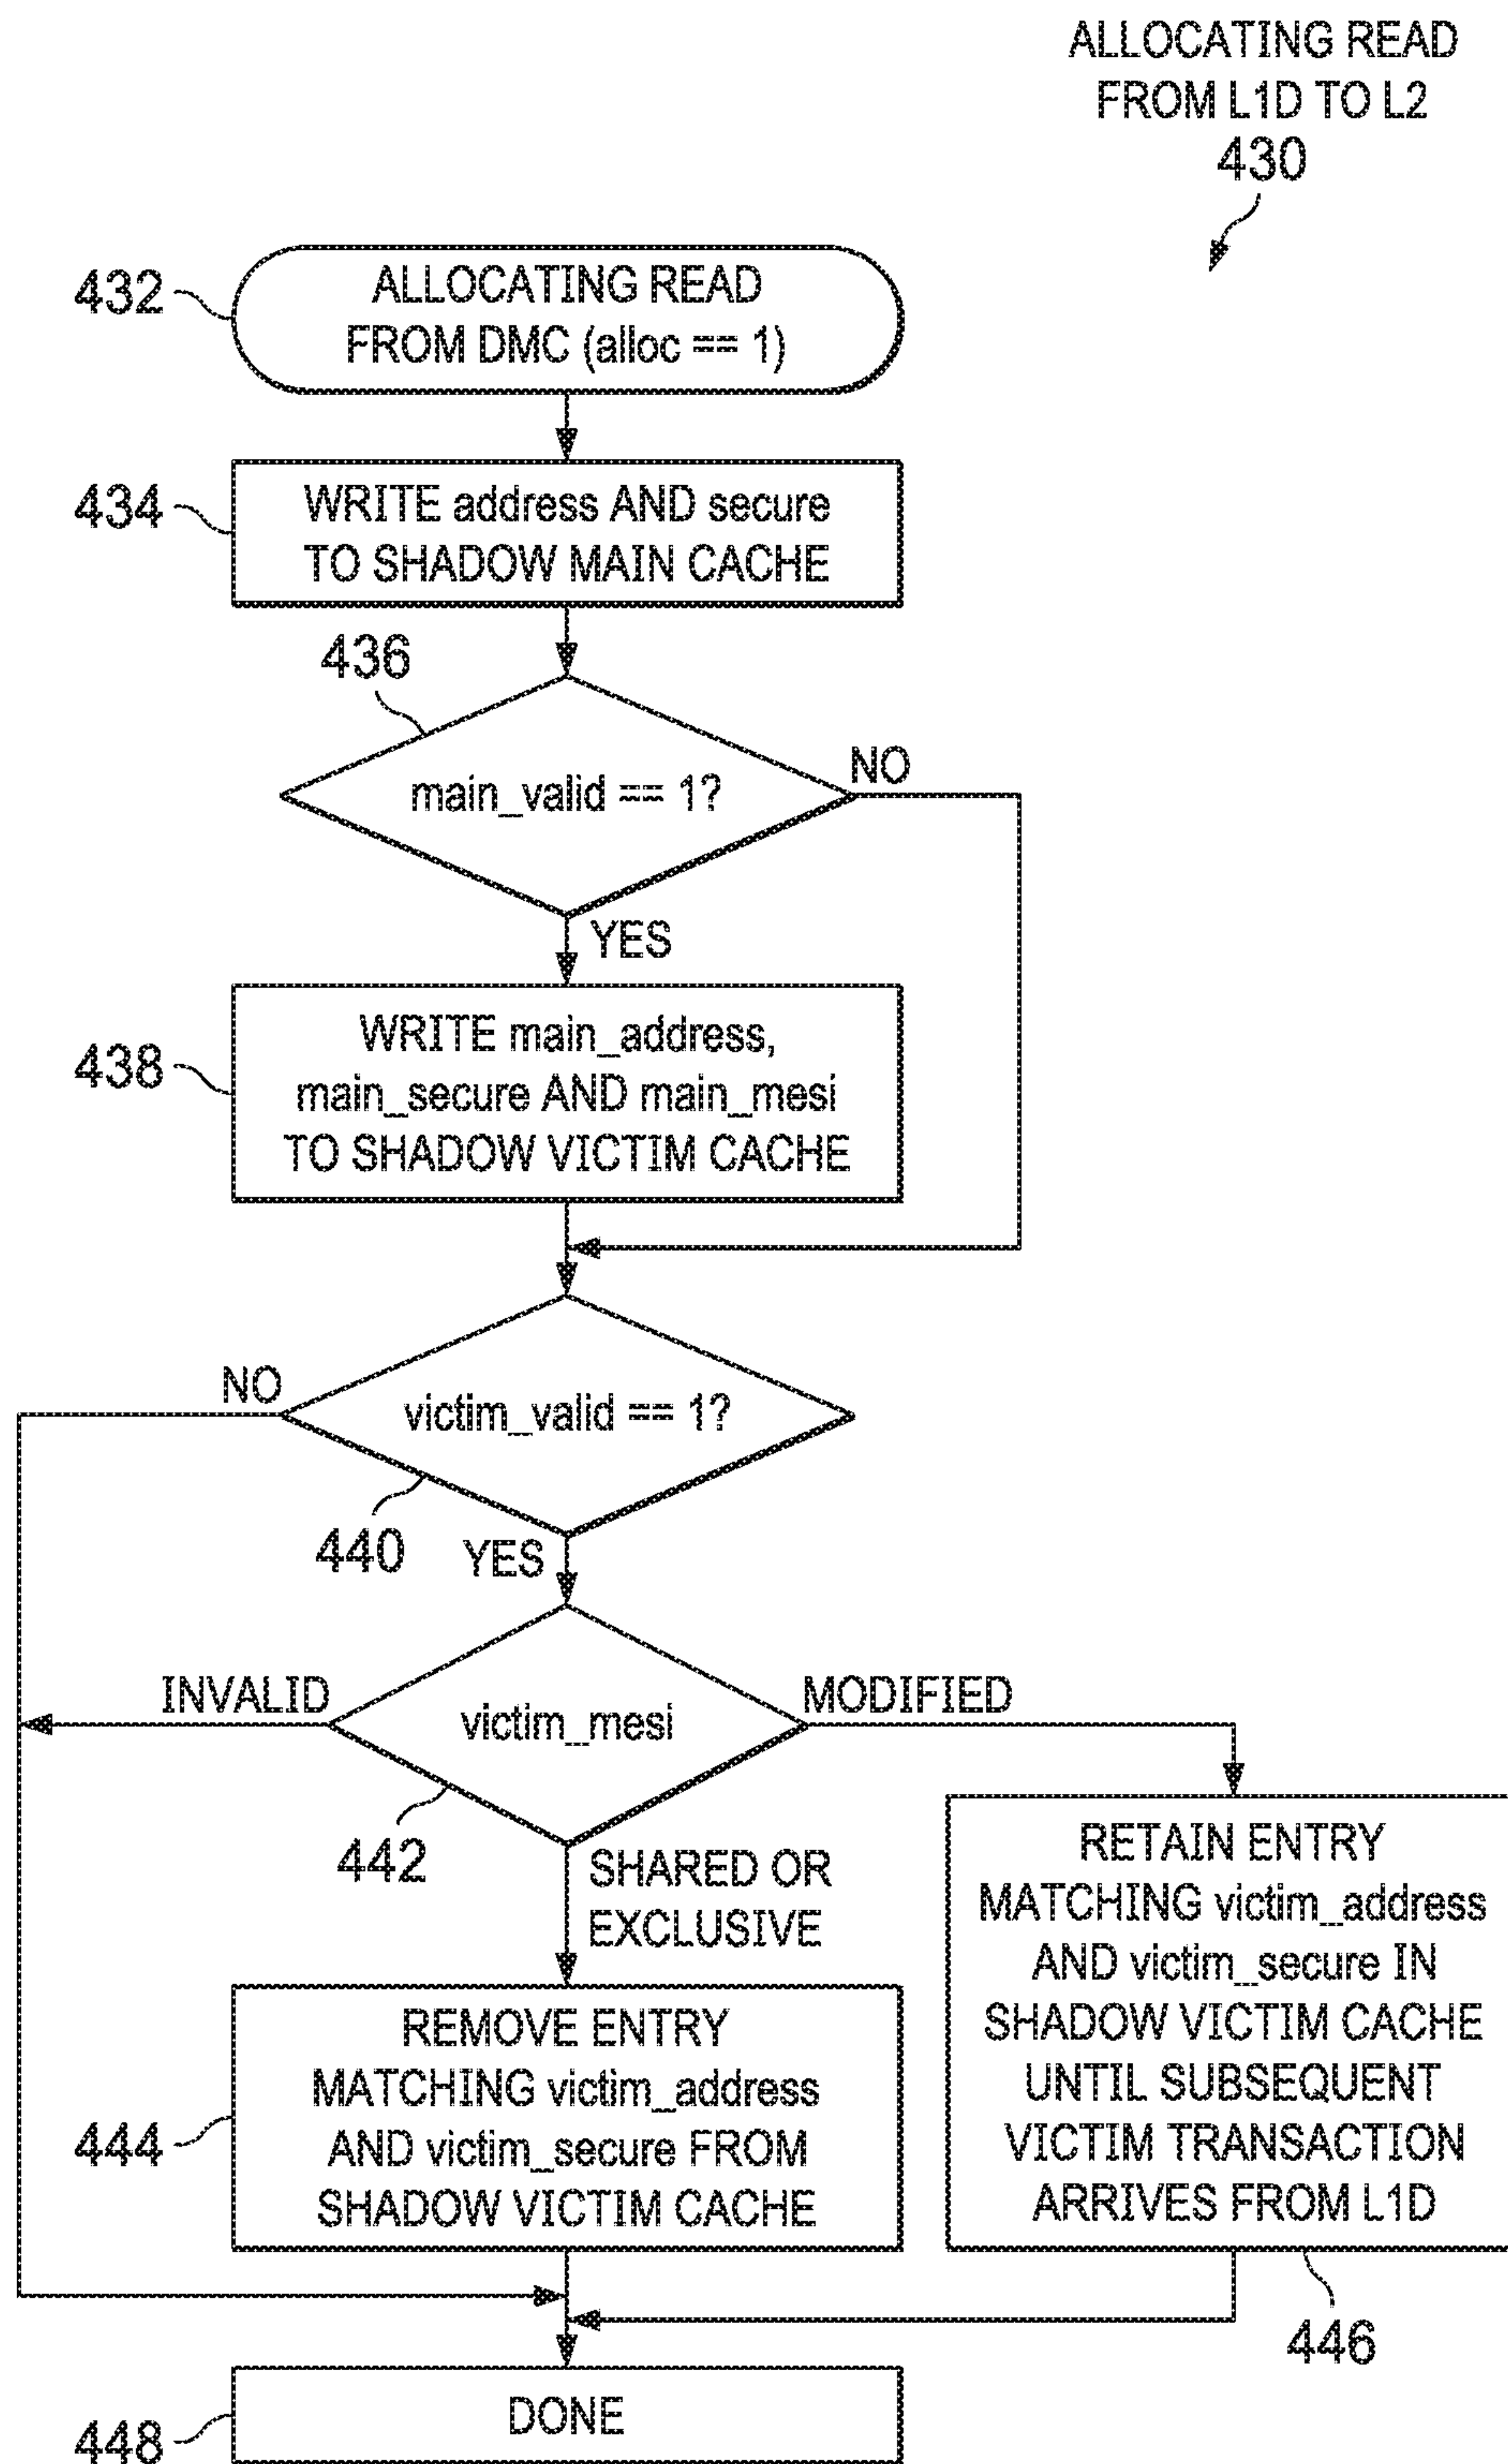 ALLOCATING READ
FROM L1D TO L2
430
432
ALLOCATING READ
FROM DMC (alloc == 1)
434
WRITE address AND secure
TO SHADOW MAIN CACHE
436
main_valid == 1?
NO
YES
438
WRITE main_address,
main_secure AND main_mesi
TO SHADOW VICTIM CACHE
NO
victim_valid == 1?
440
YES
INVALID
victim_mesi
MODIFIED
442
SHARED OR
EXCLUSIVE
RETAIN ENTRY
MATCHING victim_address
AND victim_secure IN
SHADOW VICTIM CACHE
UNTIL SUBSEQUENT
VICTIM TRANSACTION
ARRIVES FROM L1D
444
REMOVE ENTRY
MATCHING victim_address
AND victim_secure FROM
SHADOW VICTIM CACHE
446
448
DONE